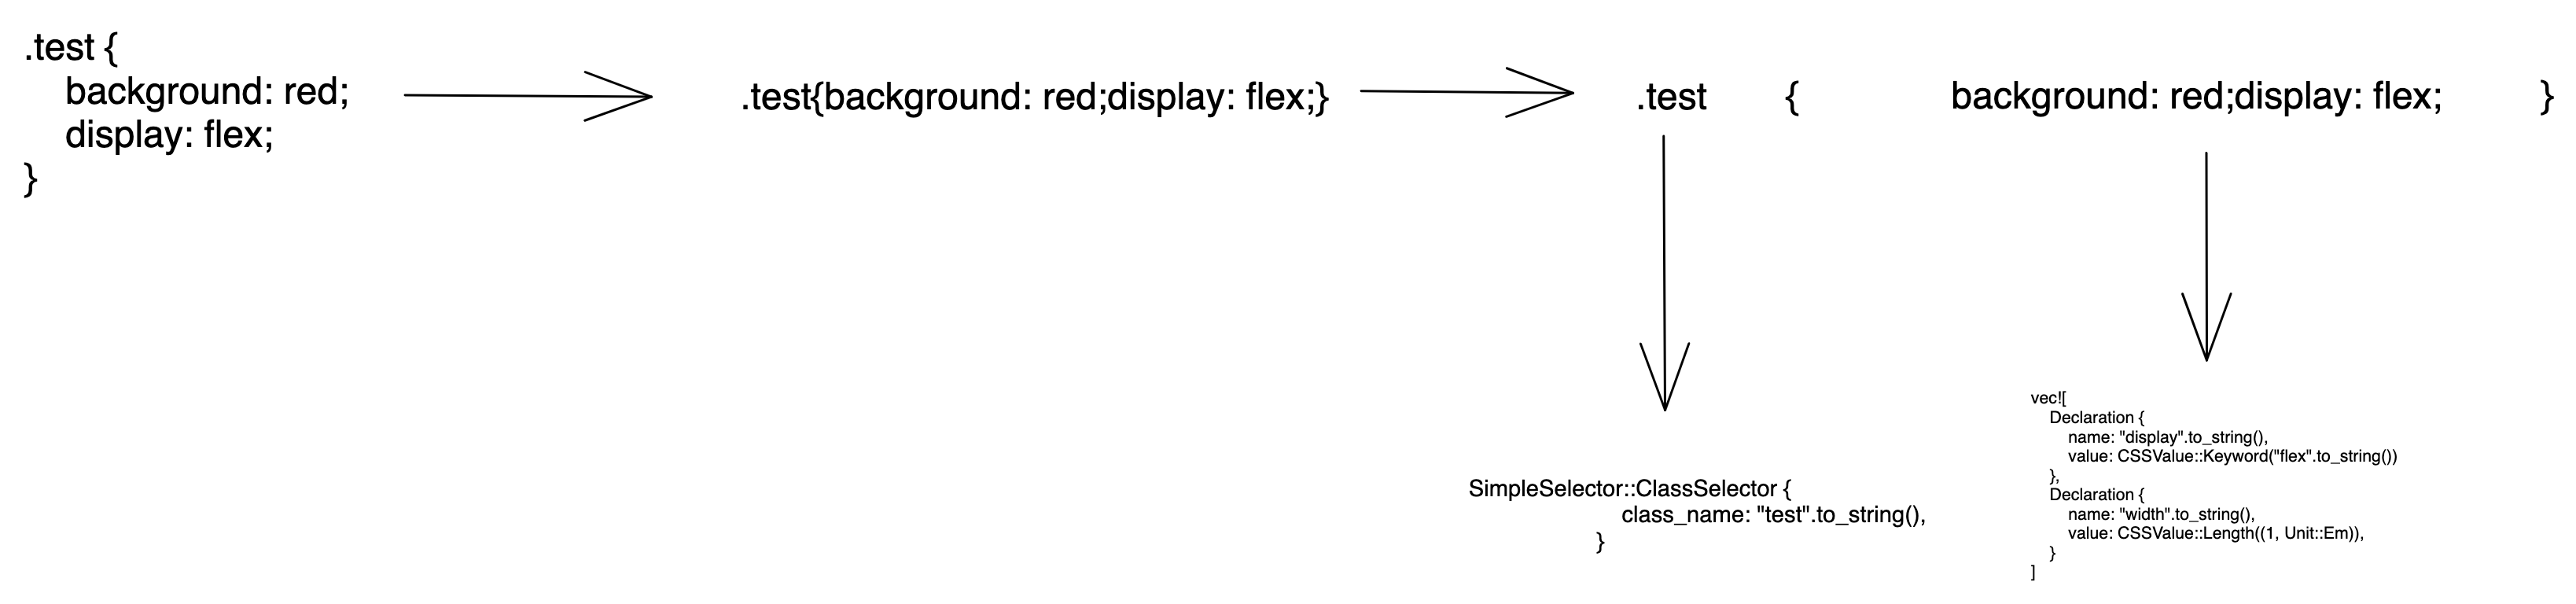 .test {
background: red;
display: flex;
}
.test{background: red;display: flex;}
.test { background: red;display: flex; }
SimpleSelector::ClassSelector {
class_name: "test".to_string(),
}
vec![
Declaration {
name: "display".to_string(),
value: CSSValue::Keyword("flex".to_string())
},
Declaration {
name: "width".to_string(),
value: CSSValue::Length((1, Unit::Em)),
}
]